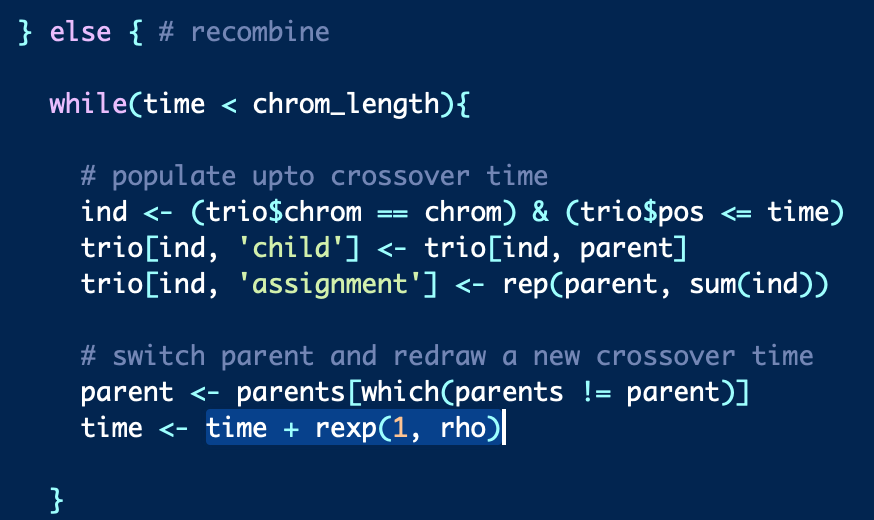 } else { # recombine
while(time < chrom_length){
# populate upto crossover time
ind <- (trio$chrom == chrom) & (trio$pos <= time)
trio[ind, 'child'] <- trio[ind, parent]
trio[ind, 'assignment'] <- rep(parent, sum(ind))
# switch parent and redraw a new crossover time
parent <- parents[which(parents != parent)]
time <- time + rexp(1, rho)
}